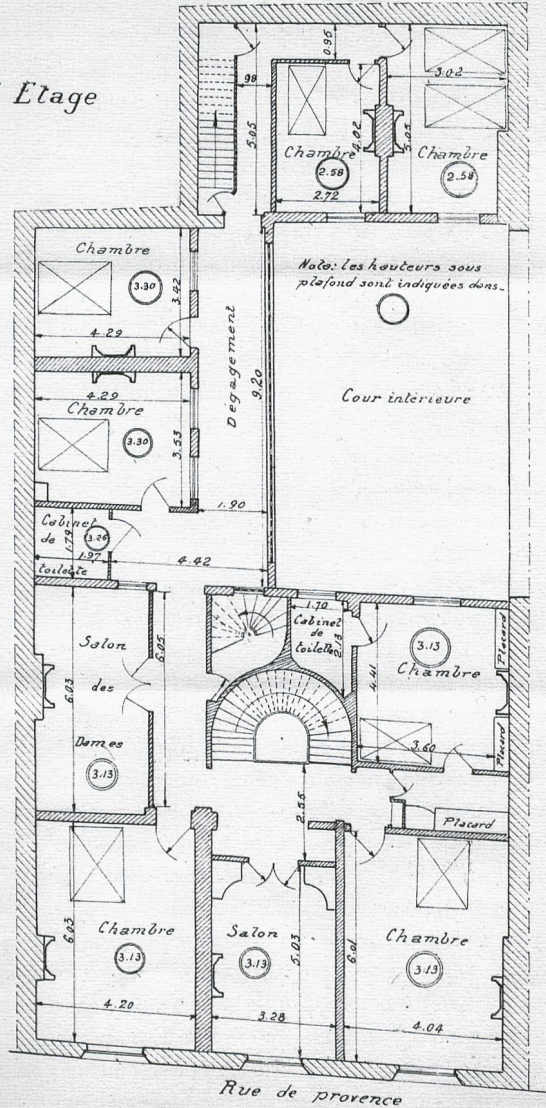 Etage
0.95
98
5.05
4.02
5.05
3.02
Chambre
2.58
2.72
Chambre
2.58
Chambre
3.30
3.42
4.29
Nota: les hauteurs sous
plafond sont indiquées dans-
Dégagement
9.20
Cour intérieure
4.29
Chambre
3.30
3.53
1.90
Cabinet
de
toilette
3.26
1.79
1.97
4.42
Salon
des
Dames
3.13
6.03
6.05
1.70
Cabinet
de
toilette
2.13
3.13
Chambre
4.41
3.60
Placard
Placard
Placard
2.55
Chambre
3.13
6.03
4.20
Salon
3.13
5.03
3.28
Chambre
3.13
6.01
4.04
Rue de provence